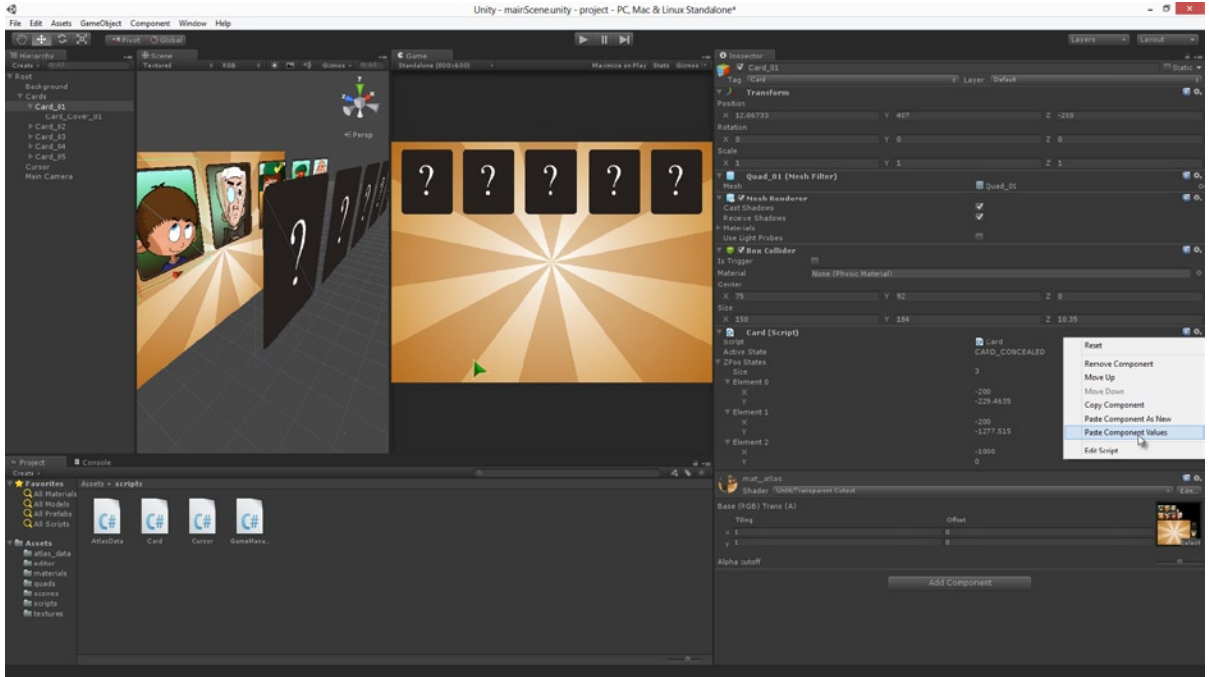 Unity - mainScene.unity - project - PC, Mac & Linux Standalone*
File Edit Assets GameObject Component Window Help
Pivot Global
Layers Layout
Hierarchy
Create
Root
Background
Cards
Card_01
Card_Cover_01
Card_02
Card_03
Card_04
Card_05
Cursor
Main Camera
Scene
Textured RGB Gizmos
y
z
Persp
Game
Standalone (800x600) Maximize on Play Stats Gizmos
? ? ? ? ?
?
Inspector
Card_01 Static
Tag Card Layer Default
Transform
Position
X 12.06733 Y 407 Z -200
Rotation
X 0 Y 0 Z 0
Scale
X 1 Y 1 Z 1
Quad_01 (Mesh Filter)
Mesh Quad_01
Mesh Renderer
Cast Shadows
Receive Shadows
Materials
Use Light Probes
Box Collider
Is Trigger
Material None (Physic Material)
Center
X 75 Y 92 Z 0
Size
X 150 Y 184 Z 10.35
Card (Script)
Script Card
Active State CARD_CONCEALED
ZPos States
Size 3
Element 0
X -200
Y -229.4635
Element 1
X -200
Y -1277.515
Element 2
X -1000
Y 0
Reset
Remove Component
Move Up
Move Down
Copy Component
Paste Component As New
Paste Component Values
Edit Script
mat_atlas
Shader Unlit/Transparent Cutout Edit...
Base (RGB) Trans (A)
Tiling Offset
x 1 0
y 1 0
Select
Alpha cutoff
Add Component
Project Console
Create
Favorites
All Materials
All Models
All Prefabs
All Scripts
Assets
atlas_data
editor
materials
quads
scenes
scripts
textures
Assets ▸ scripts
C# C# C# C#
AtlasData Card Cursor GameMana...